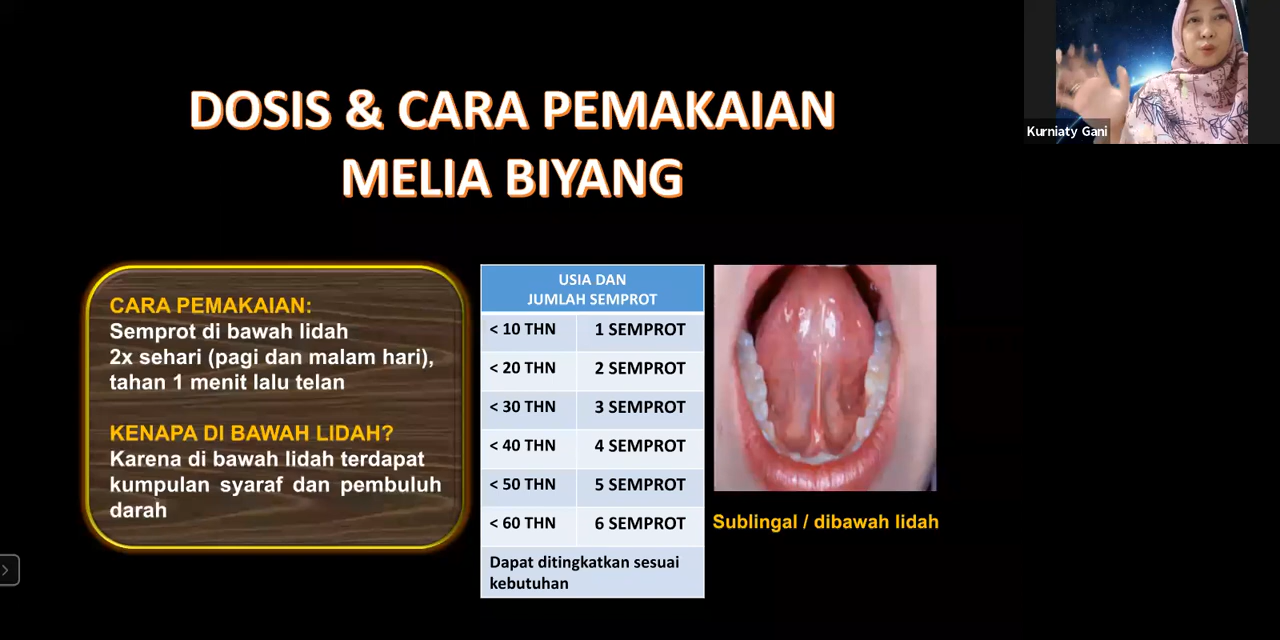 DOSIS & CARA PEMAKAIAN
MELIA BIYANG
Kurniaty Gani
CARA PEMAKAIAN:
Semprot di bawah lidah
2x sehari (pagi dan malam hari),
tahan 1 menit lalu telan
KENAPA DI BAWAH LIDAH?
Karena di bawah lidah terdapat
kumpulan syaraf dan pembuluh
darah
USIA DAN
JUMLAH SEMPROT
< 10 THN 1 SEMPROT
< 20 THN 2 SEMPROT
< 30 THN 3 SEMPROT
< 40 THN 4 SEMPROT
< 50 THN 5 SEMPROT
< 60 THN 6 SEMPROT
Dapat ditingkatkan sesuai
kebutuhan
Sublingal / dibawah lidah